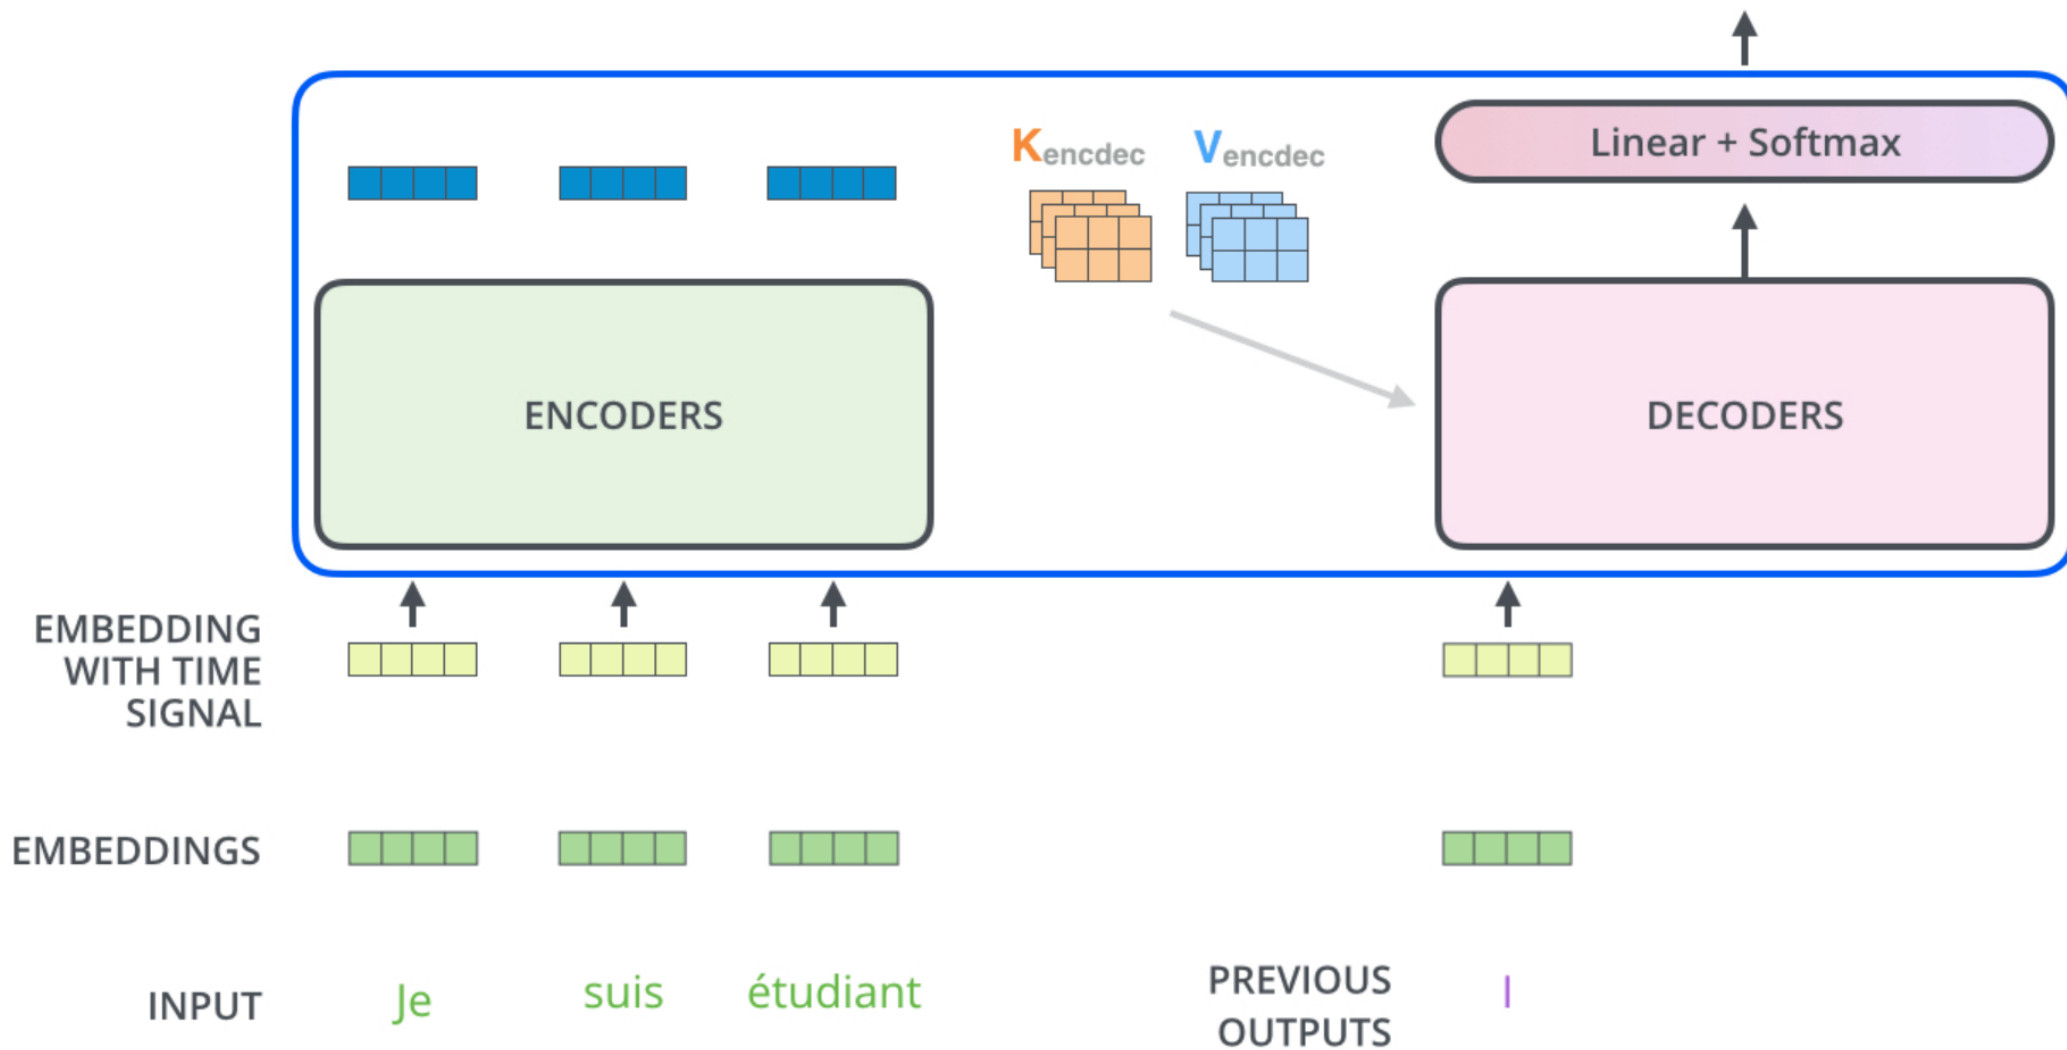 Kencdec Vencdec
Linear + Softmax
ENCODERS
DECODERS
EMBEDDING
WITH TIME
SIGNAL
EMBEDDINGS
INPUT Je suis étudiant
PREVIOUS
OUTPUTS
I